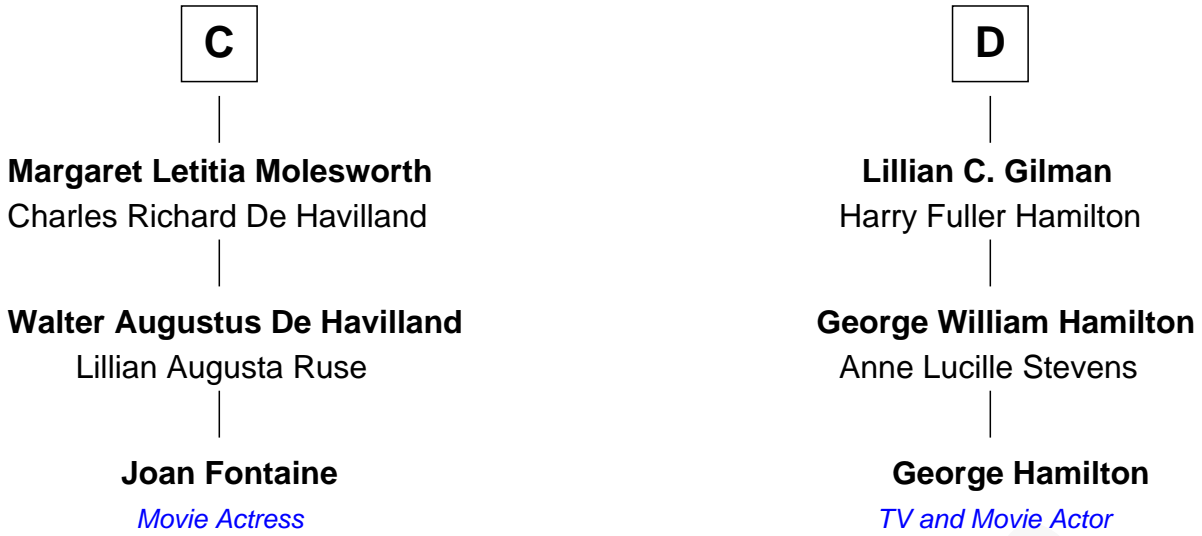 C
Margaret Letitia Molesworth
Charles Richard De Havilland
Walter Augustus De Havilland
Lillian Augusta Ruse
Joan Fontaine
Movie Actress
D
Lillian C. Gilman
Harry Fuller Hamilton
George William Hamilton
Anne Lucille Stevens
George Hamilton
TV and Movie Actor